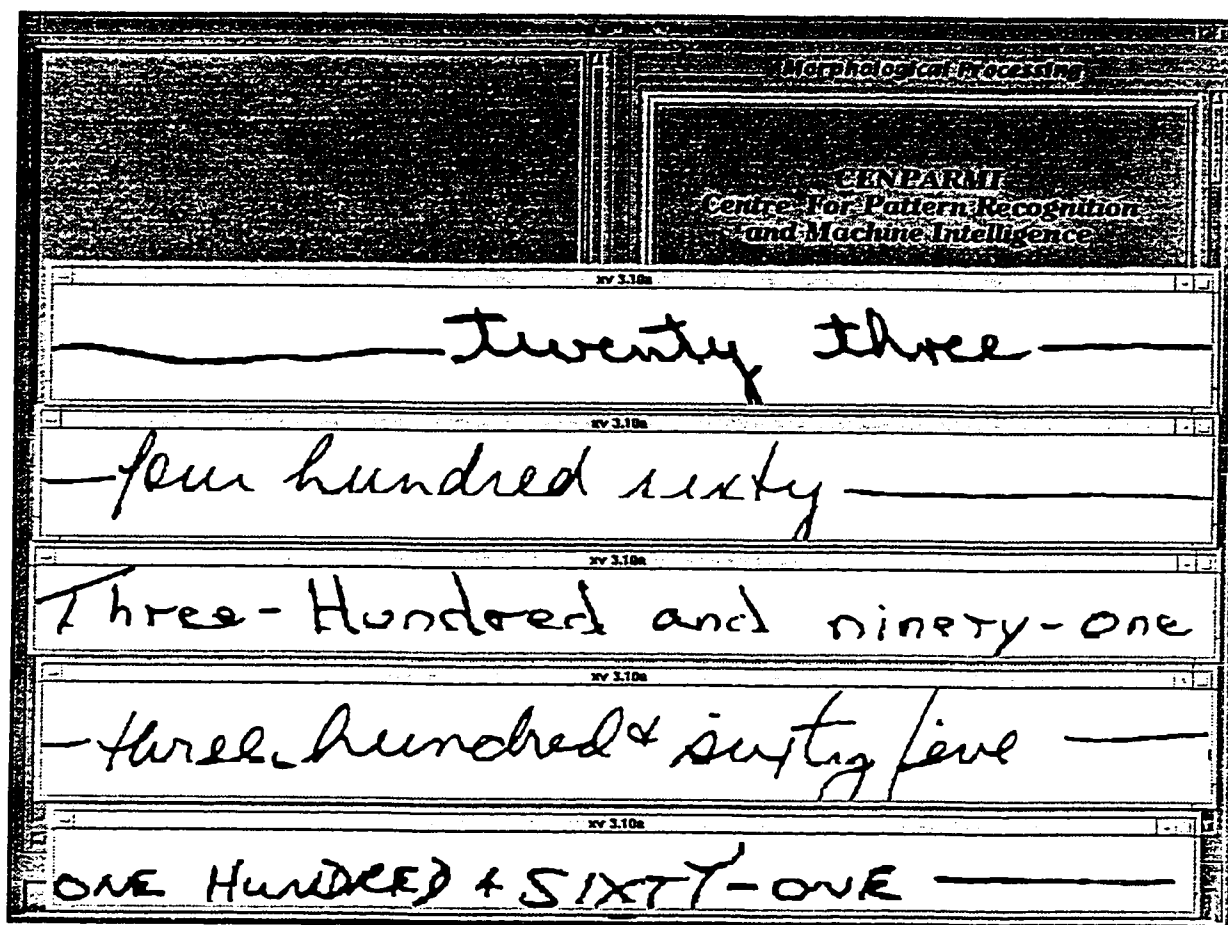 Morphological Processing
CENPARMI
Centre For Pattern Recognition
and Machine Intelligence
xv 3.10a
twenty three
xv 3.10a
four hundred sixty
xv 3.10a
Three-Hundred and ninety-one
xv 3.10a
three hundred & sixty five
xv 3.10a
ONE HUNDRED & SIXTY-ONE